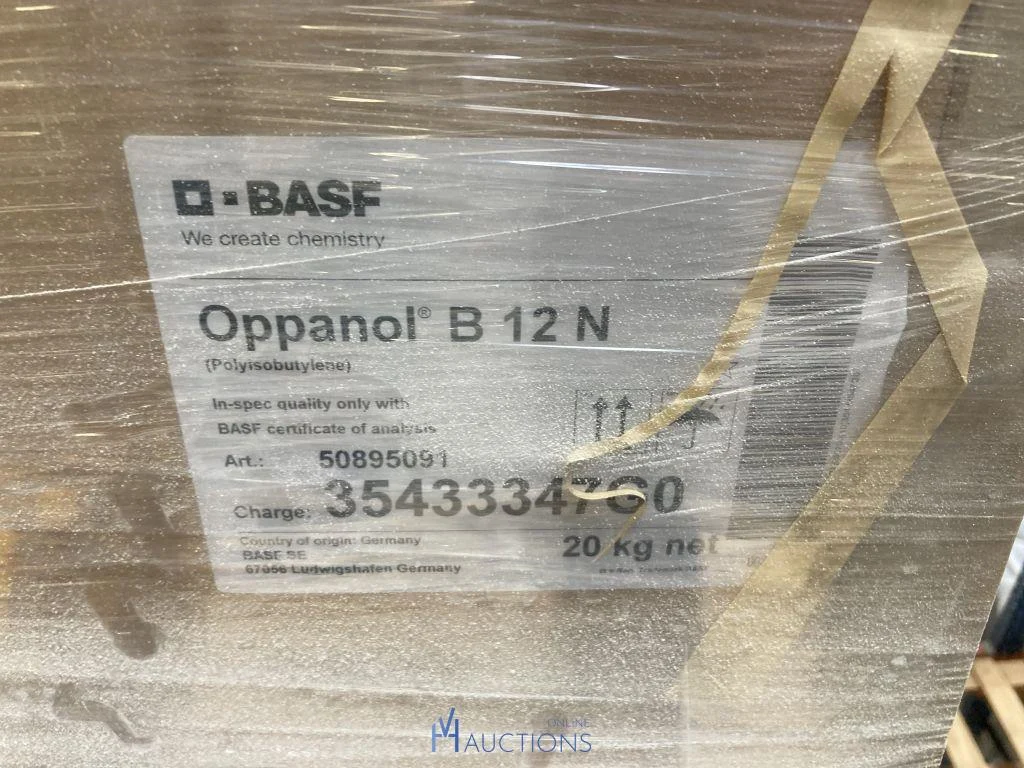 BASF
We create chemistry
Oppanol® B 12 N
(Polyisobutylene)
In-spec quality only with
BASF certificate of analysis
Art.: 50895091
Charge: 35433347G0
Country of origin: Germany
BASF SE
67056 Ludwigshafen Germany
20 kg net
ONLINE
AUCTIONS